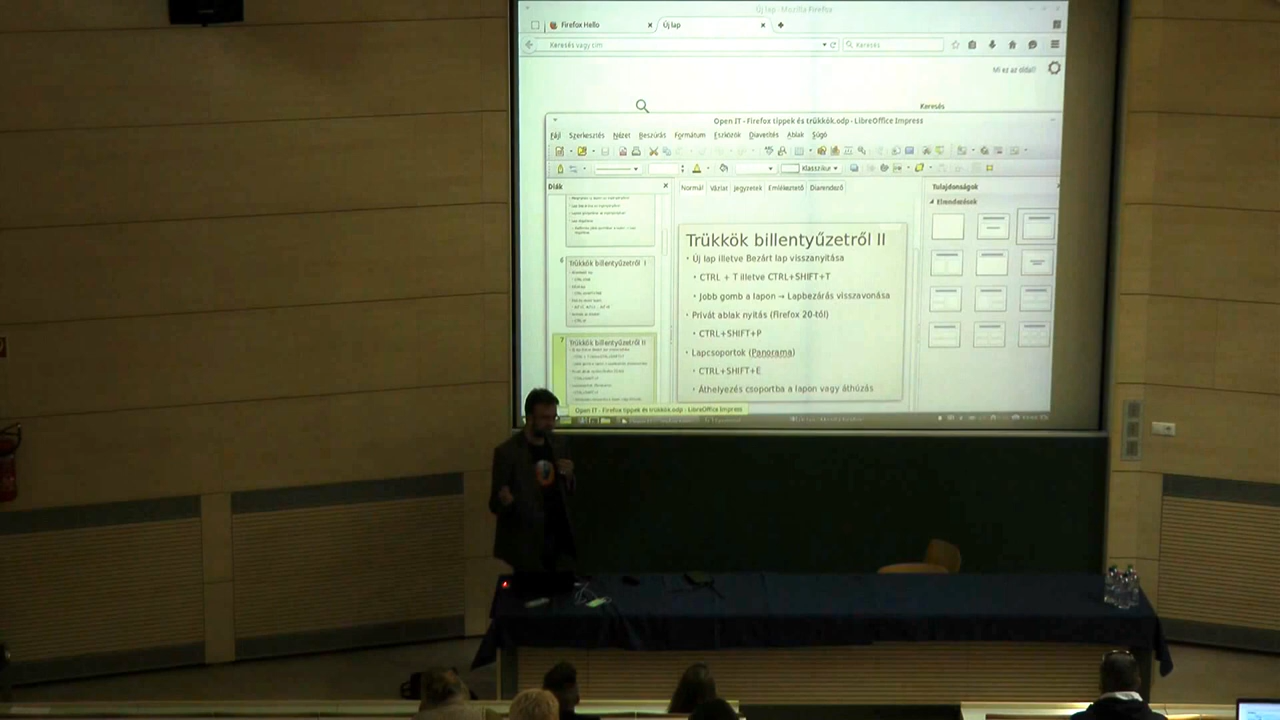 Új lap - Mozilla Firefox
Firefox Hello
Új lap
Keresés vagy cím
Keresés
Mi ez az oldal?
Keresés
Open IT - Firefox tippek és trükkök.odp - LibreOffice Impress
Fájl Szerkesztés Nézet Beszúrás Formátum Eszközök Diavetítés Ablak Súgó
Klasszikus
Diák
Normál Vázlat Jegyzetek Emlékeztető Diarendező
Tulajdonságok
Elrendezések
6 Trükkök billentyűzetről I
7 Trükkök billentyűzetről II
Trükkök billentyűzetről II
• Új lap illetve Bezárt lap visszanyitása
• CTRL + T illetve CTRL+SHIFT+T
• Jobb gomb a lapon → Lapbezárás visszavonása
• Privát ablak nyitás (Firefox 20-tól)
• CTRL+SHIFT+P
• Lapcsoportok (Panorama)
• CTRL+SHIFT+E
• Áthelyezés csoportba a lapon vagy áthúzás
Open IT - Firefox tippek és trükkök.odp - LibreOffice Impress